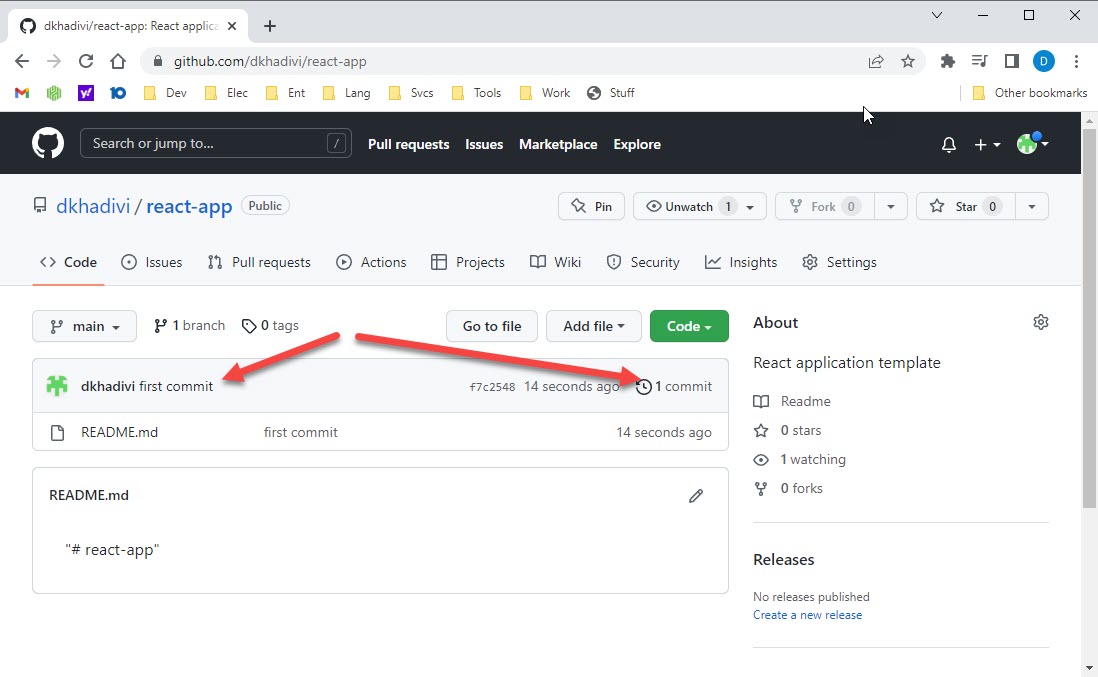 dkhadivi/react-app: React applica
github.com/dkhadivi/react-app
D
y!
10
Dev
Elec
Ent
Lang
Svcs
Tools
Work
Stuff
Other bookmarks
Search or jump to...
/
Pull requests
Issues
Marketplace
Explore
dkhadivi / react-app
Public
Pin
Unwatch 1
Fork 0
Star 0
Code
Issues
Pull requests
Actions
Projects
Wiki
Security
Insights
Settings
main
1 branch
0 tags
Go to file
Add file
Code
dkhadivi first commit
f7c2548 14 seconds ago
1 commit
README.md
first commit
14 seconds ago
README.md
"# react-app"
About
React application template
Readme
0 stars
1 watching
0 forks
Releases
No releases published
Create a new release